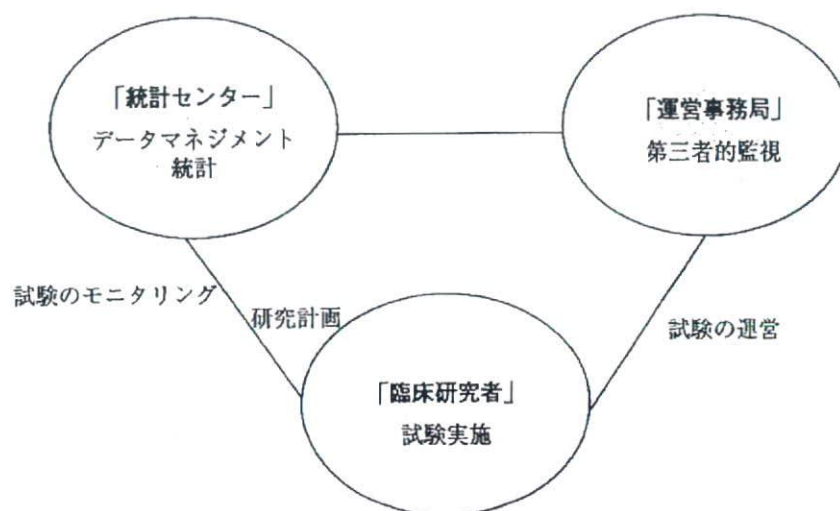 「統計センター」
データマネジメント
統計
「運営事務局」
第三者的監視
試験のモニタリング
研究計画
試験の運営
「臨床研究者」
試験実施